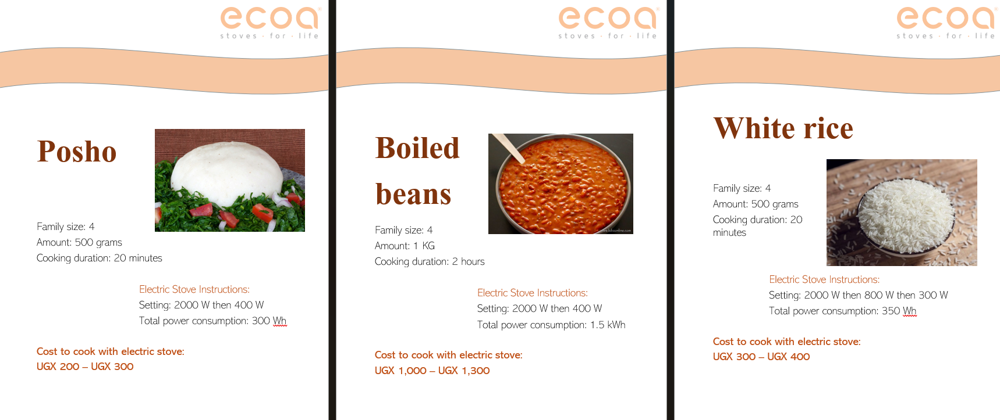 ecoa®
stoves · for · life
Posho
Family size: 4
Amount: 500 grams
Cooking duration: 20 minutes
Electric Stove Instructions:
Setting: 2000 W then 400 W
Total power consumption: 300 Wh
Cost to cook with electric stove:
UGX 200 – UGX 300
ecoa®
stoves · for · life
Boiled
beans
Family size: 4
Amount: 1 KG
Cooking duration: 2 hours
Electric Stove Instructions:
Setting: 2000 W then 400 W
Total power consumption: 1.5 kWh
Cost to cook with electric stove:
UGX 1,000 – UGX 1,300
ecoa®
stoves · for · life
White rice
Family size: 4
Amount: 500 grams
Cooking duration: 20
minutes
Electric Stove Instructions:
Setting: 2000 W then 800 W then 300 W
Total power consumption: 350 Wh
Cost to cook with electric stove:
UGX 300 – UGX 400